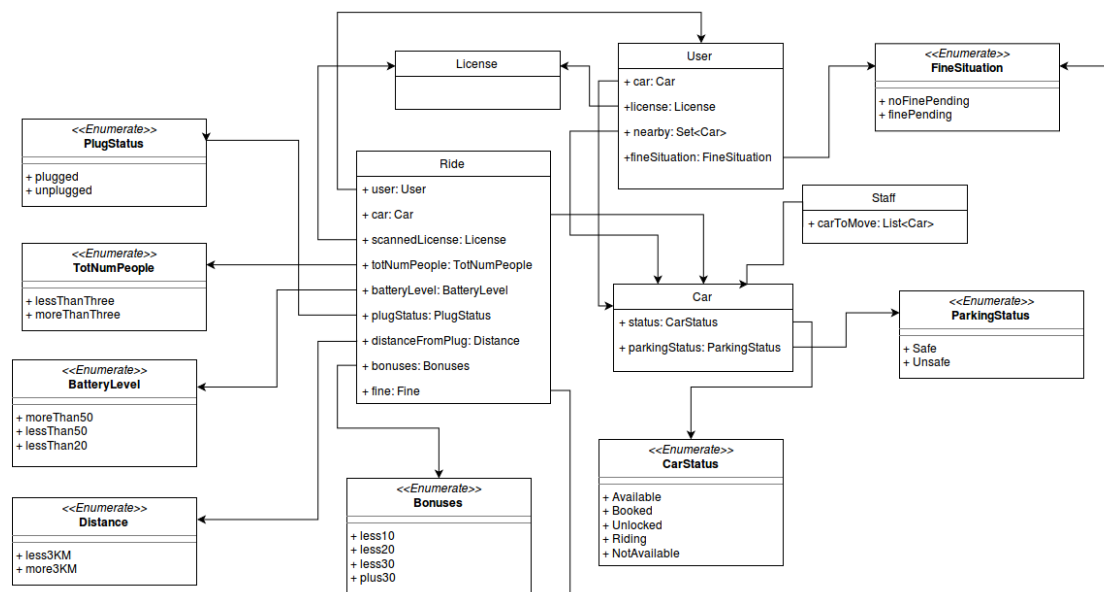 License
User
+ car: Car
+license: License
+ nearby: Set<Car>
+fineSituation: FineSituation
<<Enumerate>>
FineSituation
+ noFinePending
+ finePending
<<Enumerate>>
PlugStatus
+ plugged
+ unplugged
Ride
+ user: User
+ car: Car
+ scannedLicense: License
+ totNumPeople: TotNumPeople
+ batteryLevel: BatteryLevel
+ plugStatus: PlugStatus
+ distanceFromPlug: Distance
+ bonuses: Bonuses
+ fine: Fine
Staff
+ carToMove: List<Car>
<<Enumerate>>
TotNumPeople
+ lessThanThree
+ moreThanThree
Car
+ status: CarStatus
+ parkingStatus: ParkingStatus
<<Enumerate>>
ParkingStatus
+ Safe
+ Unsafe
<<Enumerate>>
BatteryLevel
+ moreThan50
+ lessThan50
+ lessThan20
<<Enumerate>>
CarStatus
+ Available
+ Booked
+ Unlocked
+ Riding
+ NotAvailable
<<Enumerate>>
Bonuses
+ less10
+ less20
+ less30
+ plus30
<<Enumerate>>
Distance
+ less3KM
+ more3KM